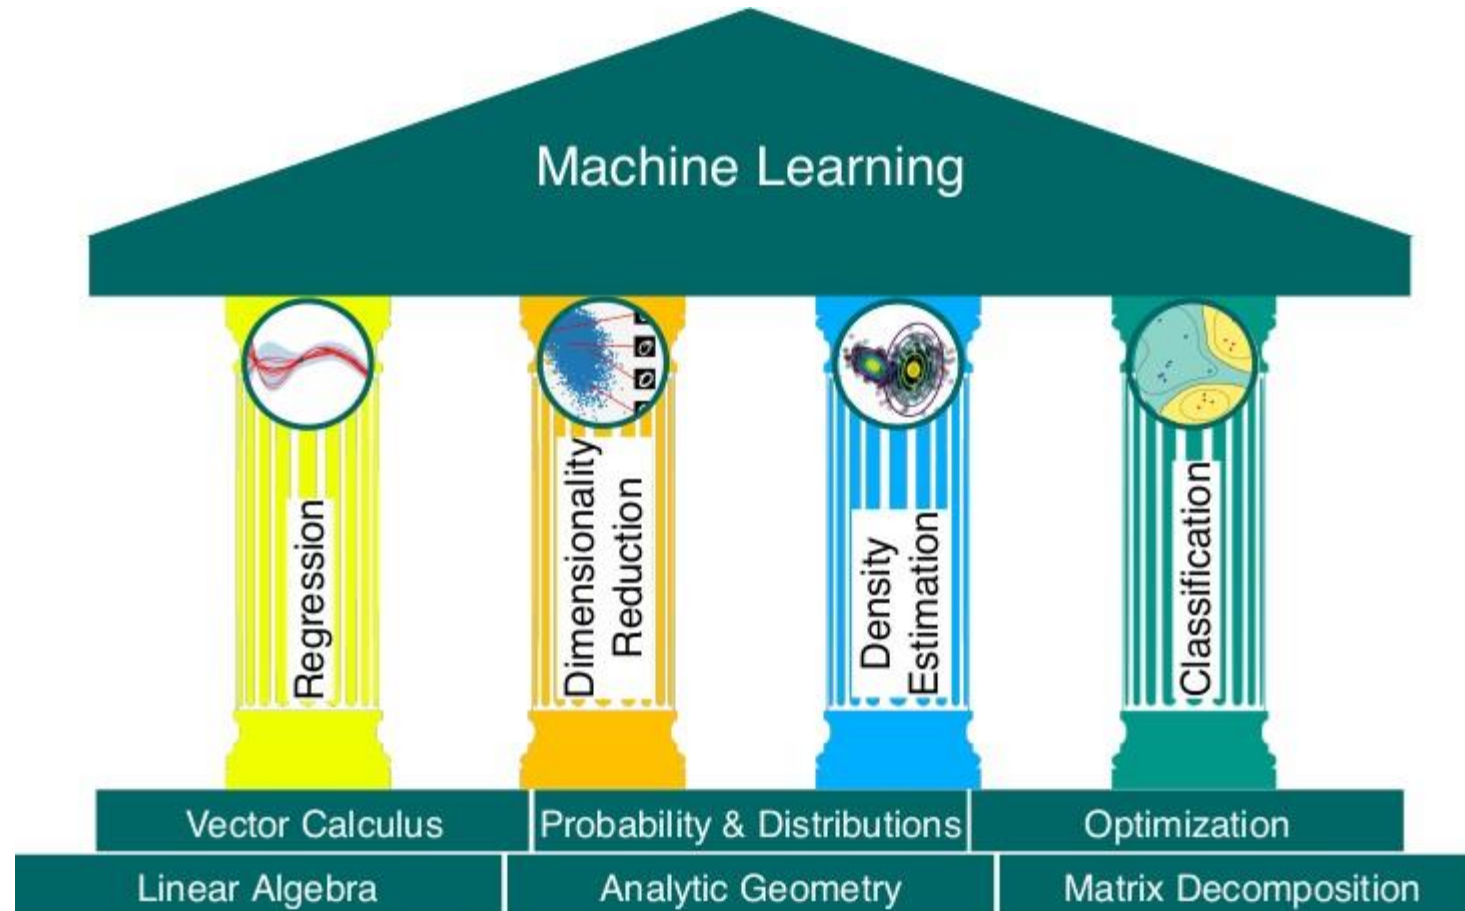 Machine Learning
Regression
Dimensionality
Reduction
Density
Estimation
Classification
Vector Calculus
Probability & Distributions
Optimization
Linear Algebra
Analytic Geometry
Matrix Decomposition